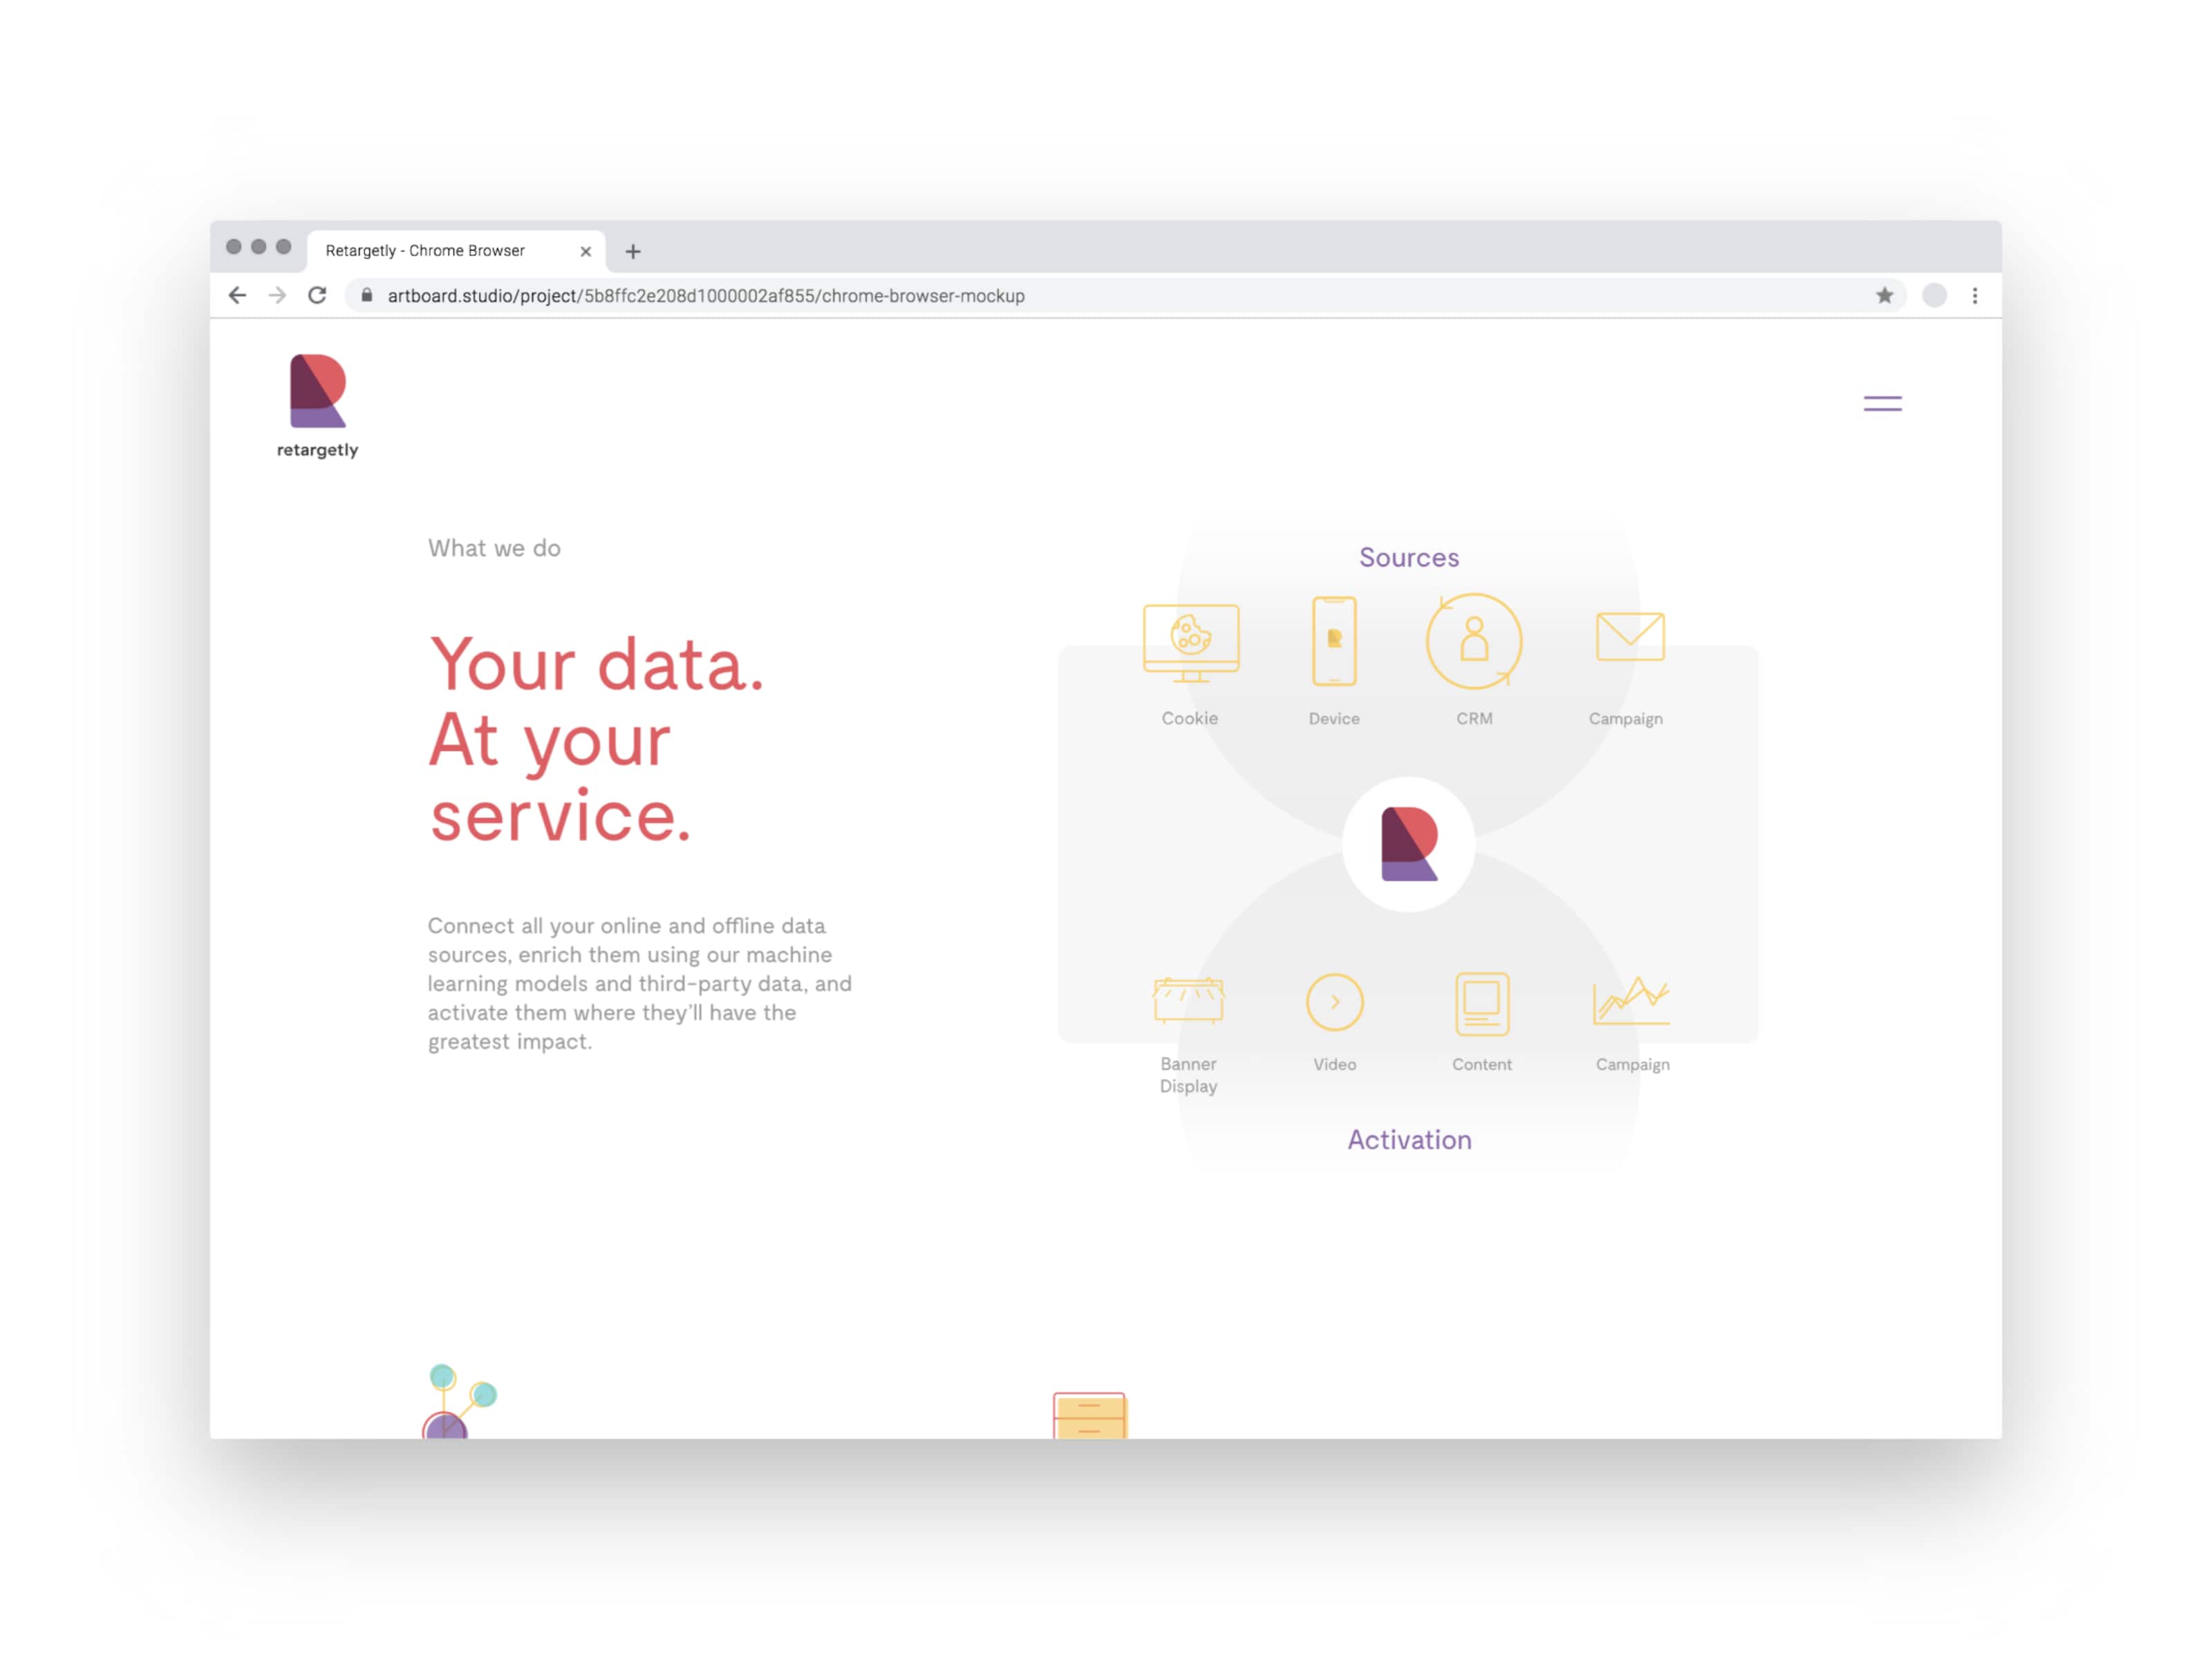 Retargetly - Chrome Browser
artboard.studio/project/5b8ffc2e208d1000002af855/chrome-browser-mockup
retargetly
What we do
Your data.
At your
service.
Connect all your online and offline data
sources, enrich them using our machine
learning models and third-party data, and
activate them where they'll have the
greatest impact.
Sources
Cookie
Device
CRM
Campaign
Banner
Display
Video
Content
Campaign
Activation